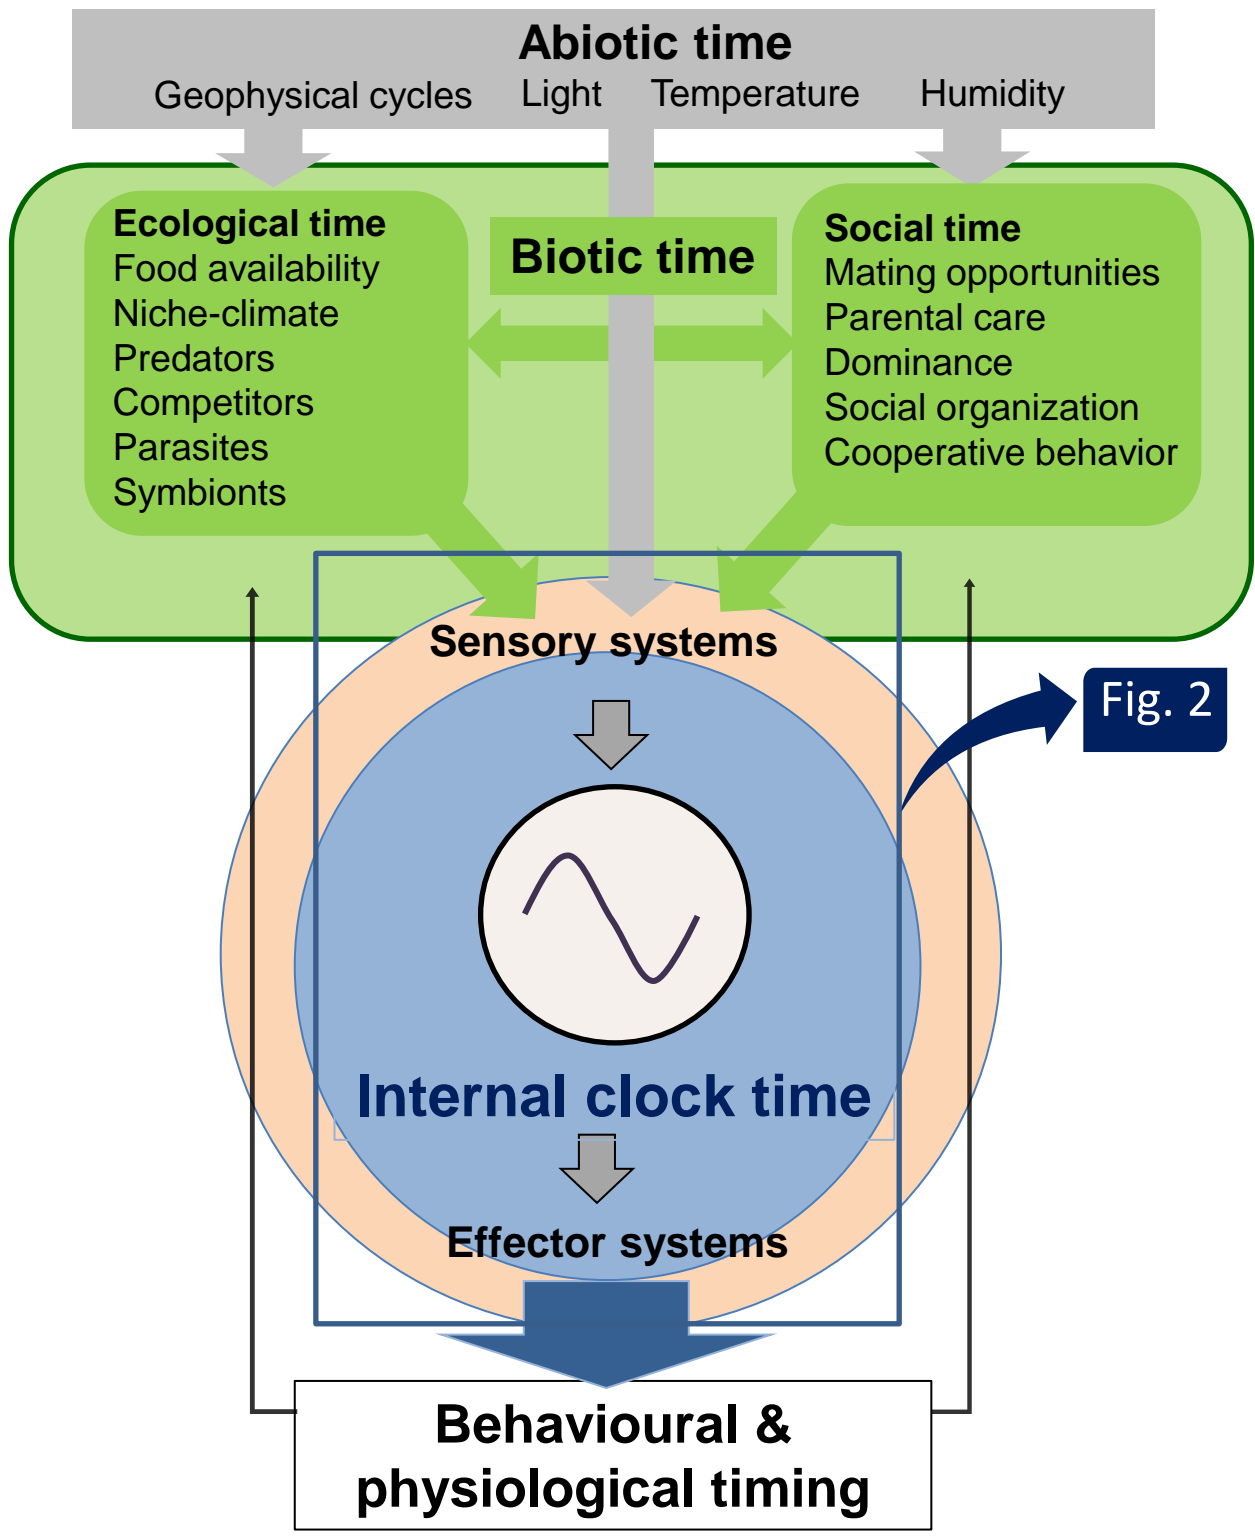 Abiotic time
Geophysical cycles Light Temperature Humidity
Ecological time
Food availability
Niche-climate
Predators
Competitors
Parasites
Symbionts
Biotic time
Social time
Mating opportunities
Parental care
Dominance
Social organization
Cooperative behavior
Sensory systems
Fig. 2
Internal clock time
Effector systems
Behavioural &
physiological timing